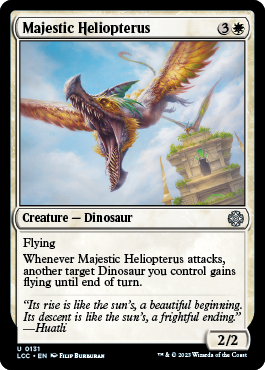 Majestic Heliopterus 3
Creature — Dinosaur
Flying
Whenever Majestic Heliopterus attacks,
another target Dinosaur you control gains
flying until end of turn.
“Its rise is like the sun’s, a beautiful beginning.
Its descent is like the sun’s, a frightful ending.”
—Huatli
2/2
U 0131
LCC • EN Filip Burburan
™ & © 2023 Wizards of the Coast